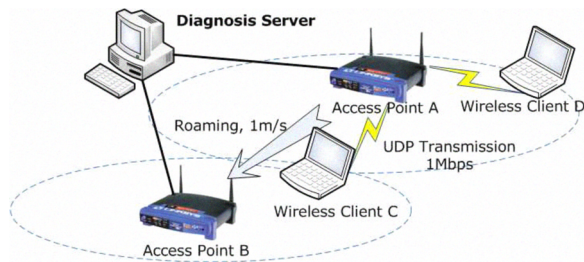 Diagnosis Server
Access Point A
Wireless Client D
Roaming, 1m/s
UDP Transmission
1Mbps
Wireless Client C
Access Point B